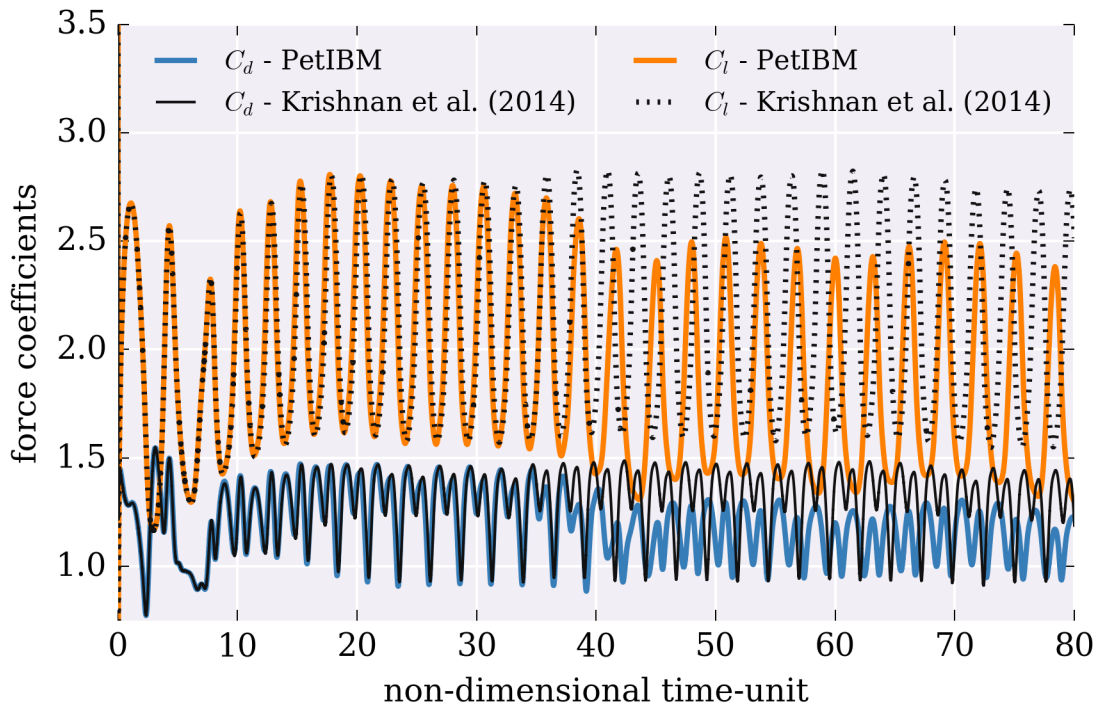 force coefficients
3.5
3.0
2.5
2.0
1.5
1.0
C_d - PetIBM
C_d - Krishnan et al. (2014)
C_l - PetIBM
C_l - Krishnan et al. (2014)
0 10 20 30 40 50 60 70 80
non-dimensional time-unit